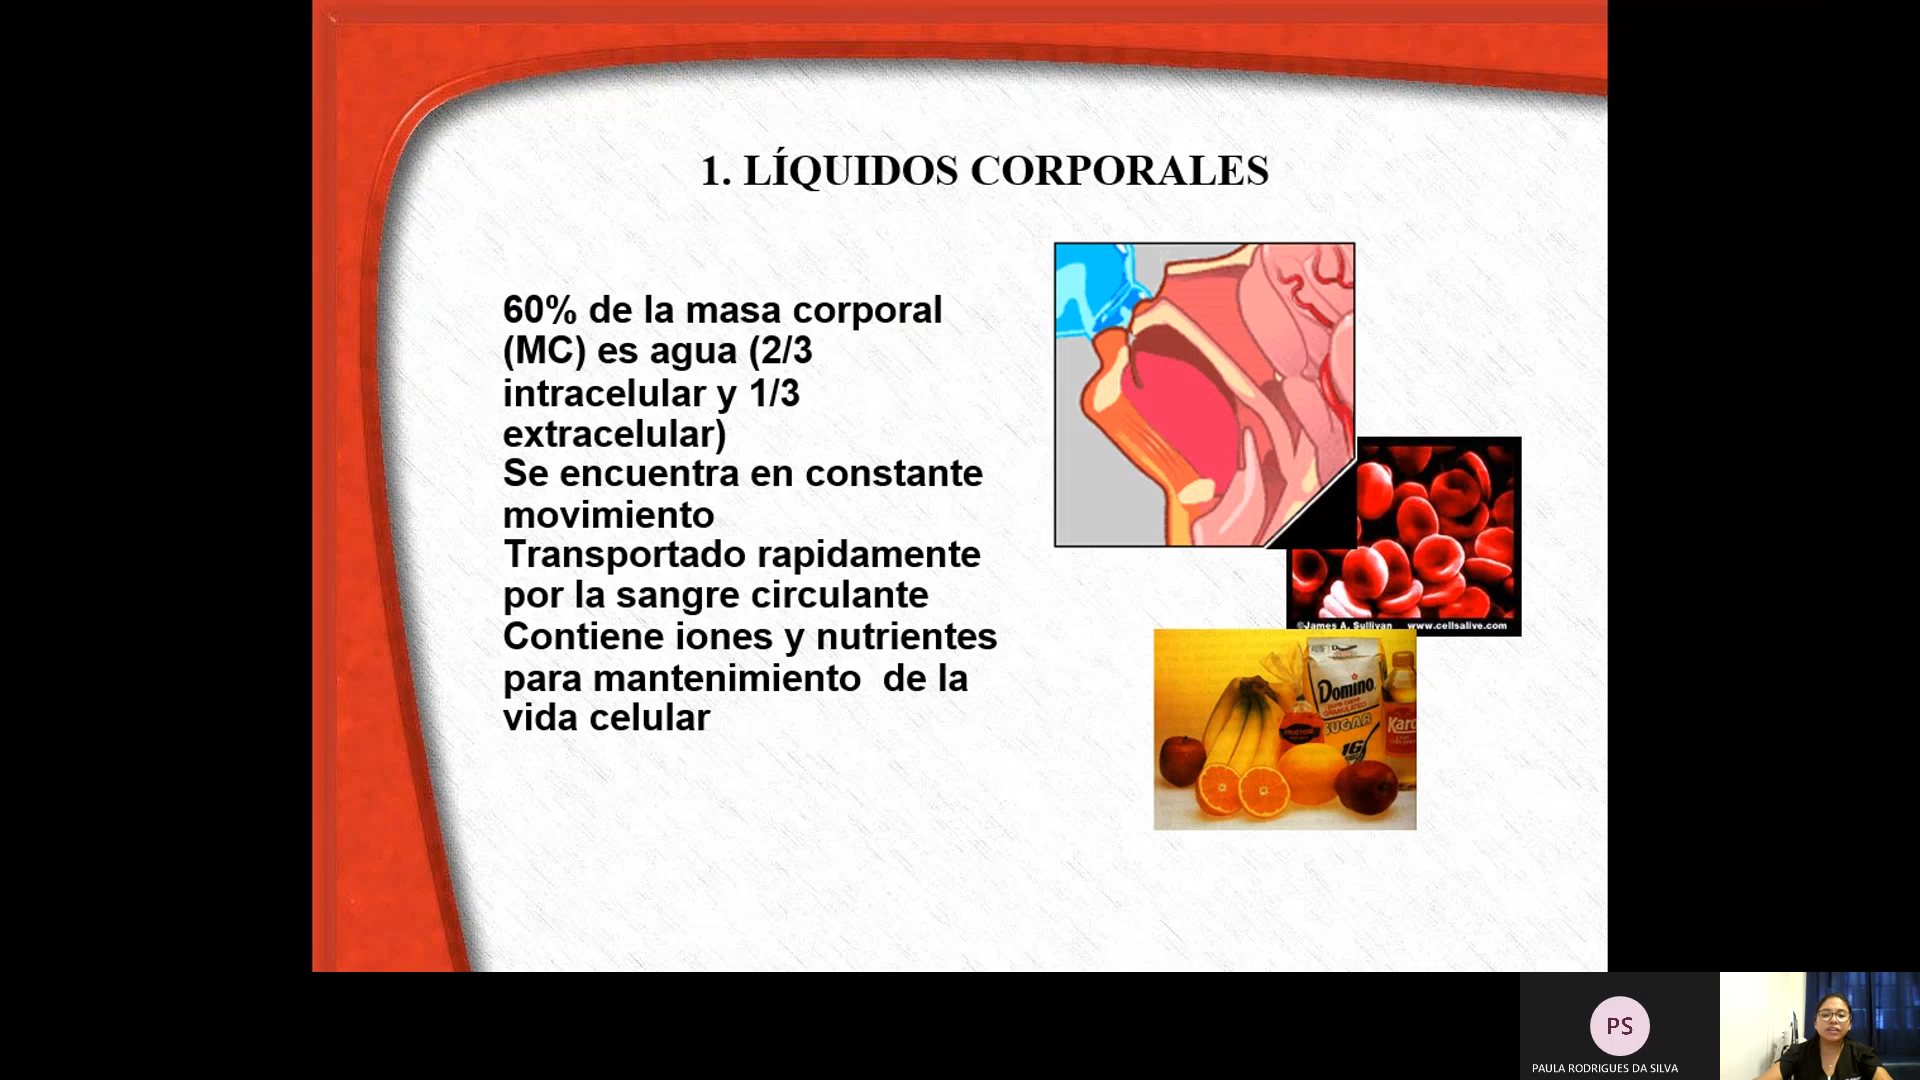 1. LÍQUIDOS CORPORALES
60% de la masa corporal
(MC) es agua (2/3
intracelular y 1/3
extracelular)
Se encuentra en constante
movimiento
Transportado rapidamente
por la sangre circulante
Contiene iones y nutrientes
para mantenimiento  de la
vida celular
©James A. Sullivan www.cellsalive.com
Domino
Domino
GRANULATED
SUGAR
Karo
PS
PAULA RODRIGUES DA SILVA